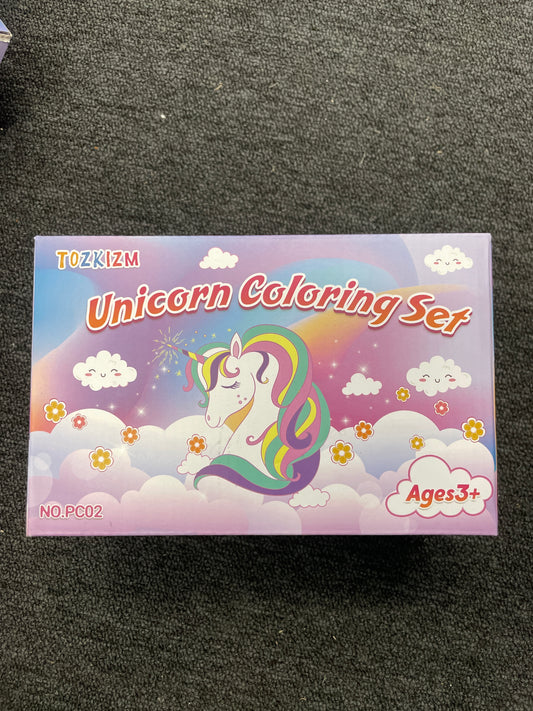 TOZKIZM
Unicorn Coloring Set
Ages3+
NO.PC02